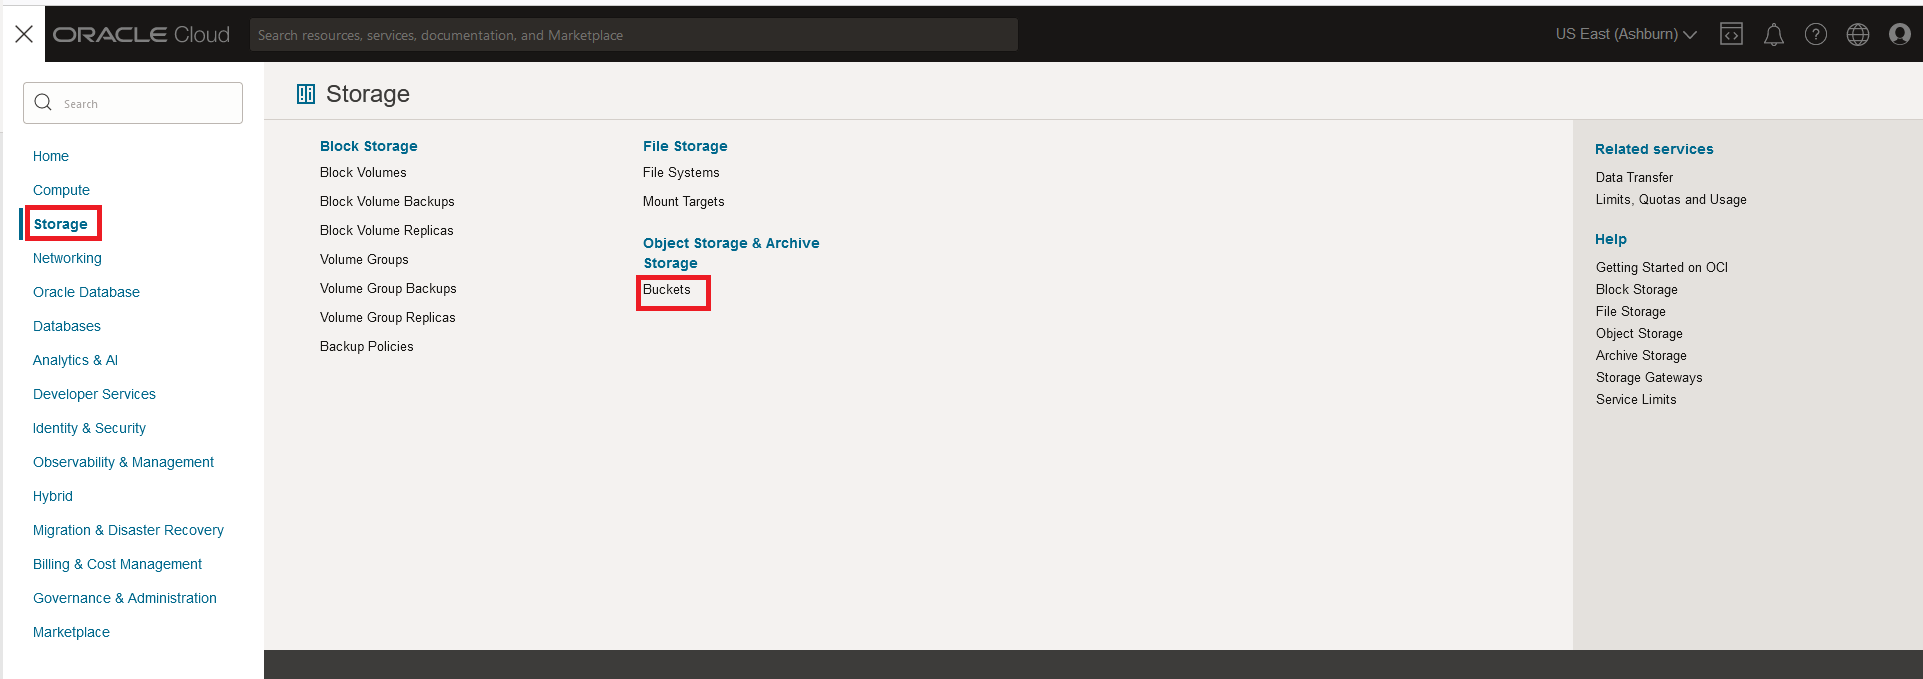 ORACLE Cloud
Search resources, services, documentation, and Marketplace
US East (Ashburn)
Search
Home
Compute
Storage
Networking
Oracle Database
Databases
Analytics & AI
Developer Services
Identity & Security
Observability & Management
Hybrid
Migration & Disaster Recovery
Billing & Cost Management
Governance & Administration
Marketplace
Storage
Block Storage
Block Volumes
Block Volume Backups
Block Volume Replicas
Volume Groups
Volume Group Backups
Volume Group Replicas
Backup Policies
File Storage
File Systems
Mount Targets
Object Storage & Archive
Storage
Buckets
Related services
Data Transfer
Limits, Quotas and Usage
Help
Getting Started on OCI
Block Storage
File Storage
Object Storage
Archive Storage
Storage Gateways
Service Limits